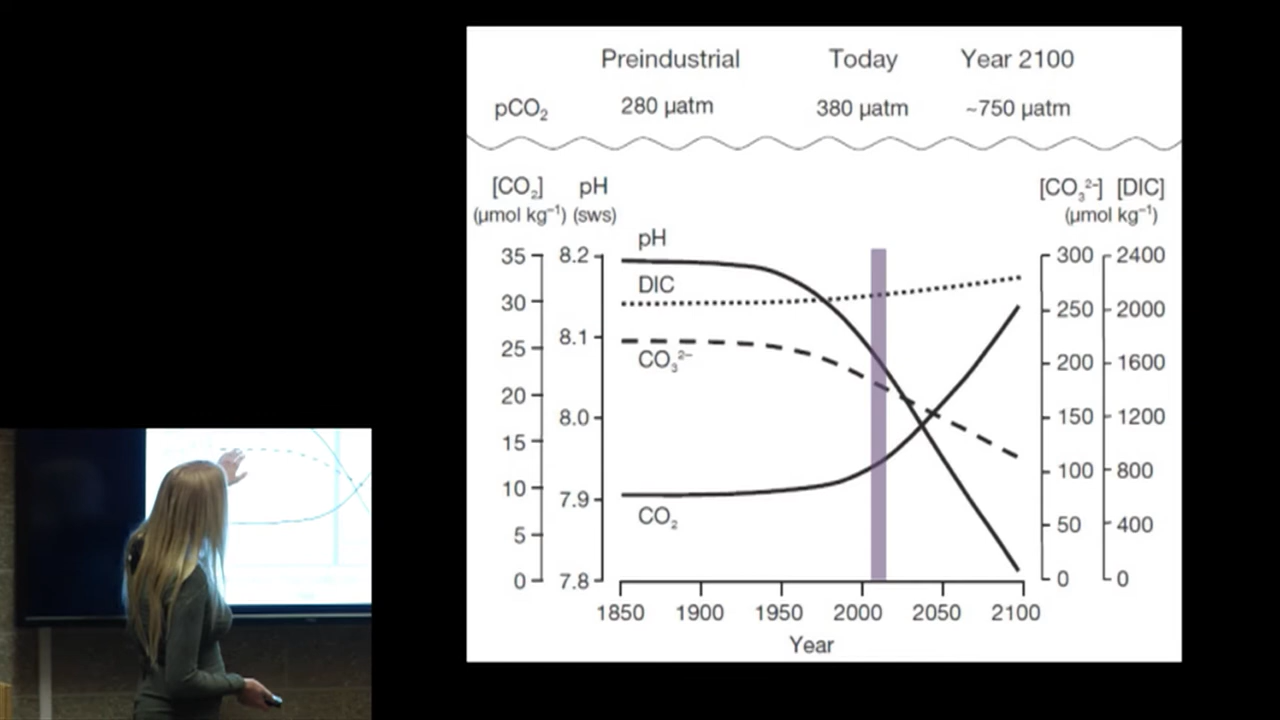 Preindustrial Today Year 2100
pCO₂ 280 µatm 380 µatm ~750 µatm
[CO₂] pH [CO₃²⁻] [DIC]
(µmol kg⁻¹) (sws) (µmol kg⁻¹)
pH
35 8.2 300 2400
DIC
30 250 2000
25 8.1 200 1600
CO₃²⁻
20 8.0 150 1200
15 100 800
10 7.9
CO₂
5 50 400
0 7.8 0 0
1850 1900 1950 2000 2050 2100
Year